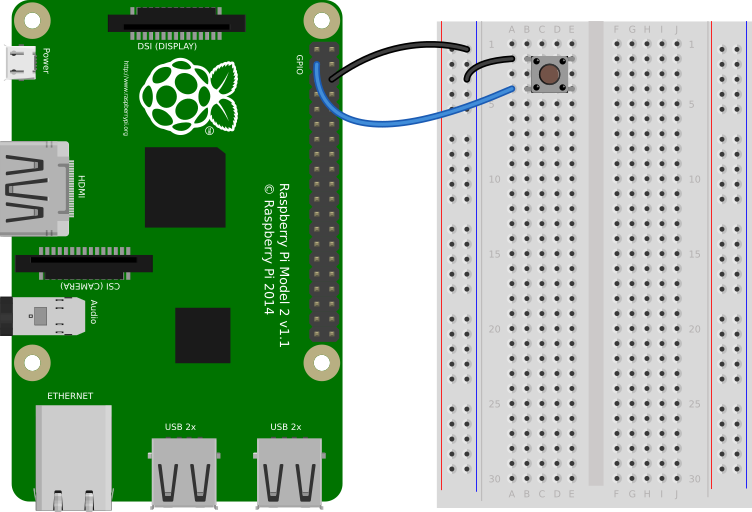 DSI (DISPLAY)
Power
http://www.raspberrypi.org
®
GPIO
HDMI
Raspberry Pi Model 2 v1.1
© Raspberry Pi 2014
CSI (CAMERA)
Audio
ETHERNET
USB 2x
USB 2x
A B C D E F G H I J
1 1
5 5
10 10
15 15
20 20
25 25
30 30
A B C D E F G H I J